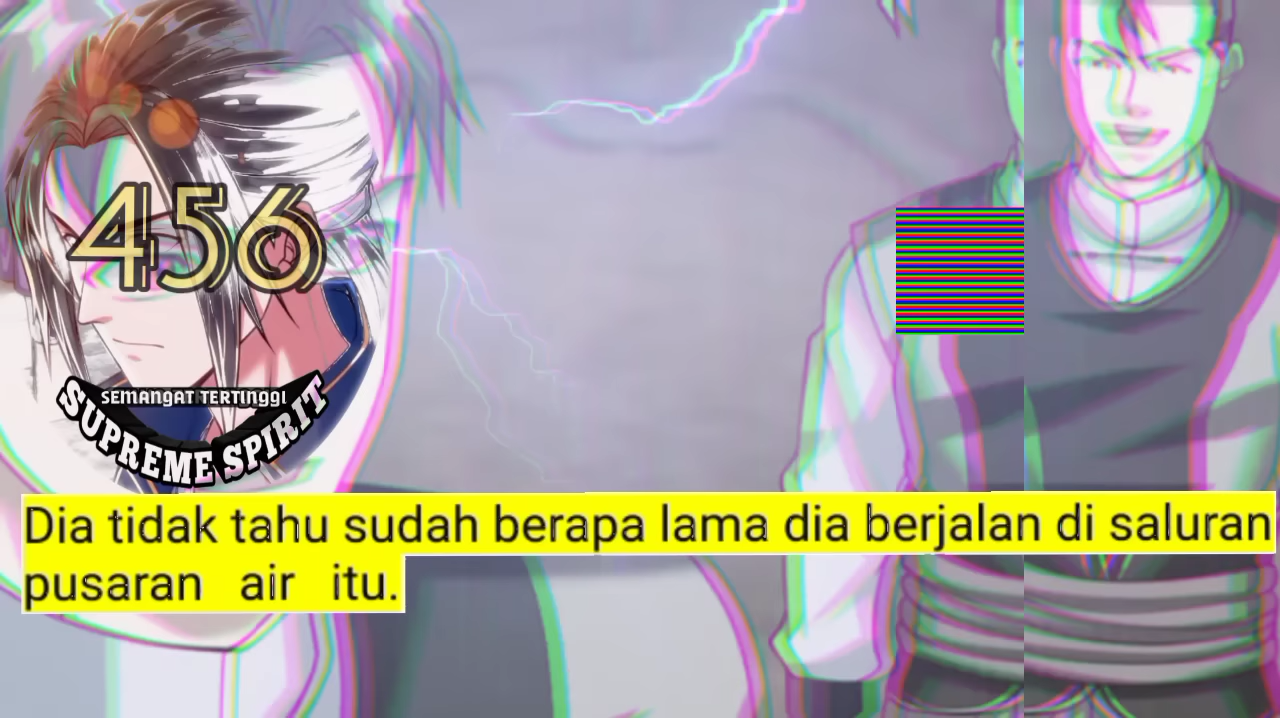 456
SEMANGAT TERTINGGI
SUPREME SPIRIT
Dia tidak tahu sudah berapa lama dia berjalan di saluran
pusaran air itu.